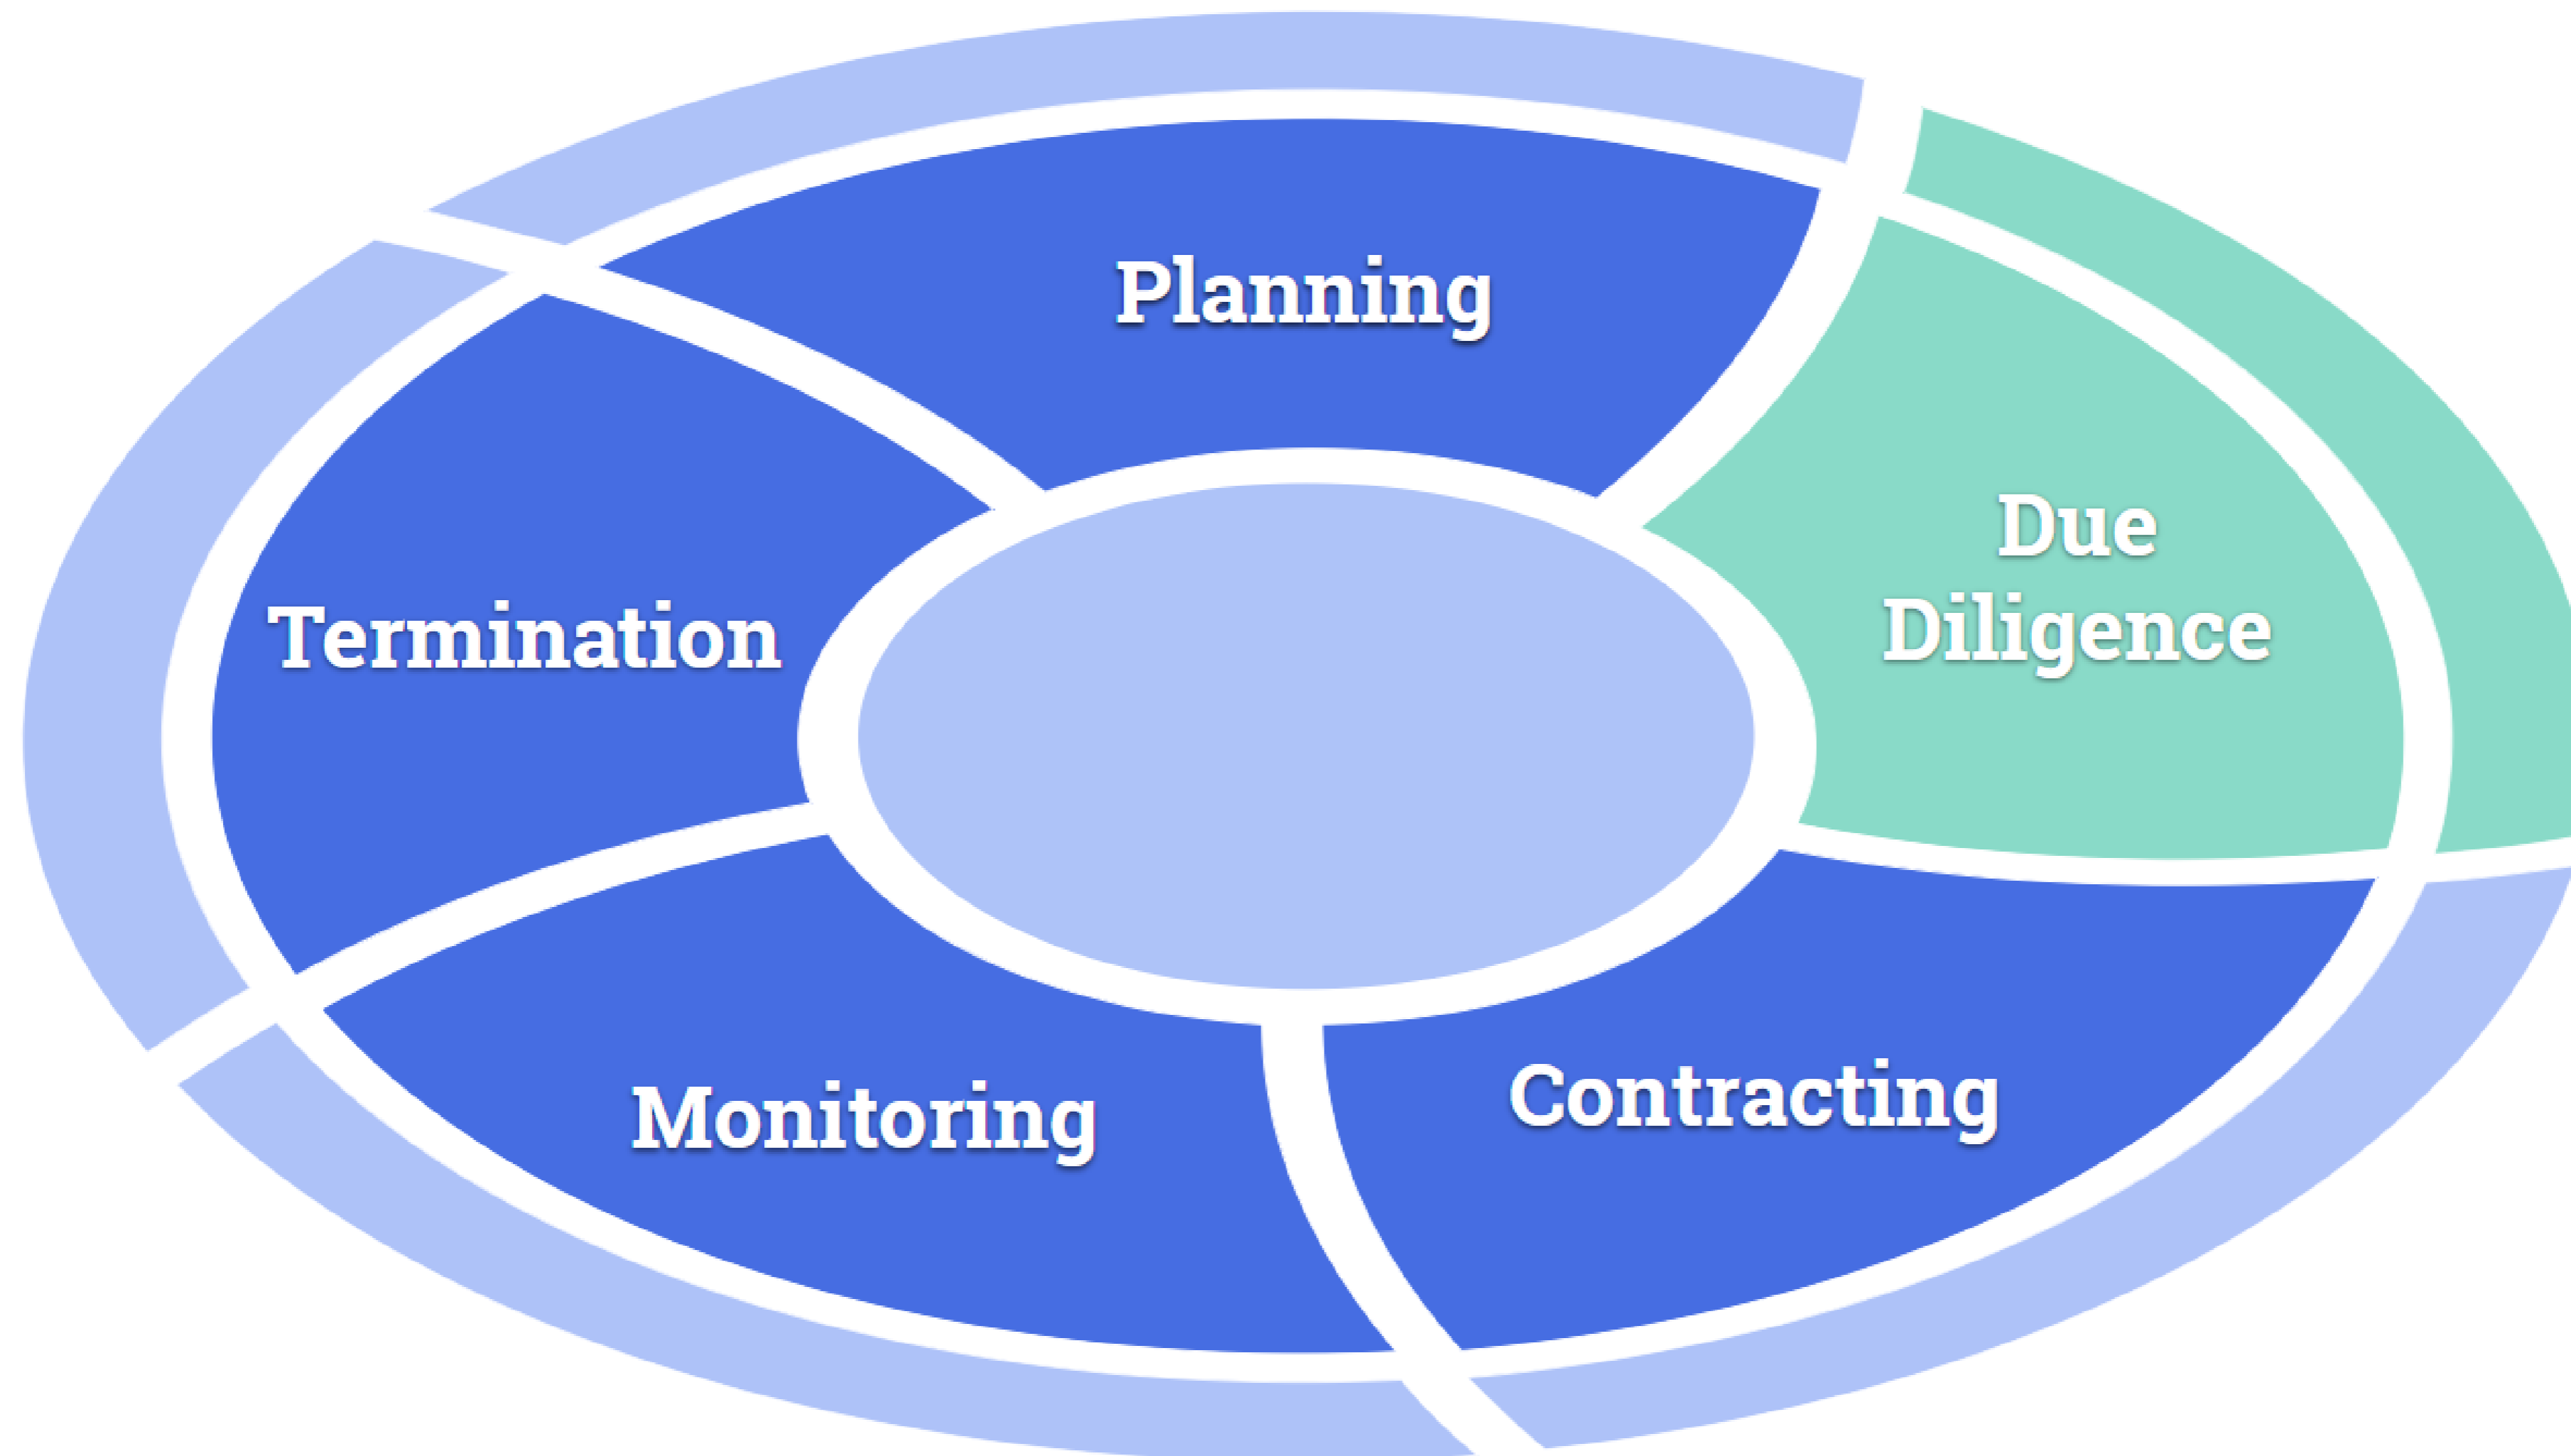 Planning
Due
Diligence
Termination
Contracting
Monitoring